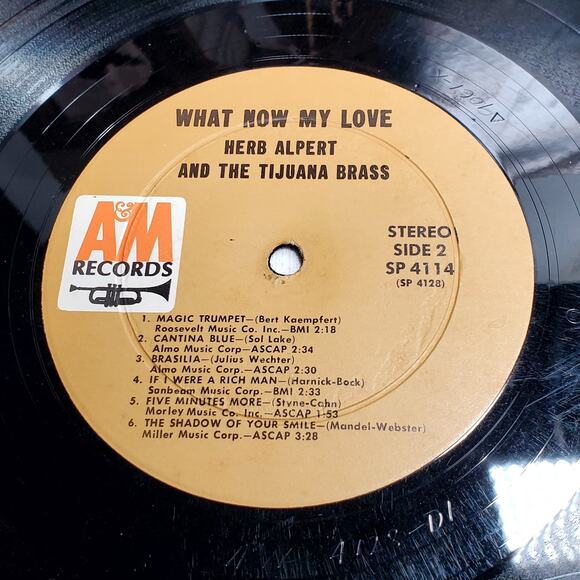 WHAT NOW MY LOVE
HERB ALPERT
AND THE TIJUANA BRASS
A&M
RECORDS
STEREO
SIDE 2
SP 4114
(SP 4128)
1. MAGIC TRUMPET—(Bert Kaempfert)
Roosevelt Music Co. Inc.—BMI 2:18
2. CANTINA BLUE—(Sol Lake)
Almo Music Corp—ASCAP 2:34
3. BRASILIA—(Julius Wechter)
Almo Music Corp.—ASCAP 2:30
4. IF I WERE A RICH MAN—(Harnick-Bock)
Sunbeam Music Corp.—BMI 2:33
5. FIVE MINUTES MORE—(Styne-Cahn)
Morley Music Co. Inc.—ASCAP 1:53
6. THE SHADOW OF YOUR SMILE—(Mandel-Webster)
Miller Music Corp.—ASCAP 3:28